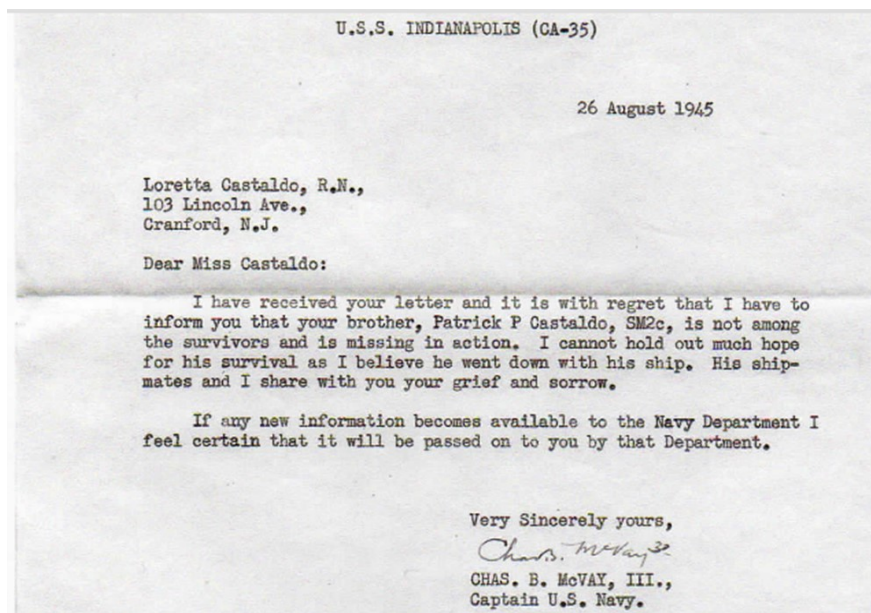 U.S.S. INDIANAPOLIS (CA-35)
26 August 1945
Loretta Castaldo, R.N.,
103 Lincoln Ave.,
Cranford, N.J.
Dear Miss Castaldo:
I have received your letter and it is with regret that I have to
inform you that your brother, Patrick P Castaldo, SM2c, is not among
the survivors and is missing in action. I cannot hold out much hope
for his survival as I believe he went down with his ship. His ship-
mates and I share with you your grief and sorrow.
If any new information becomes available to the Navy Department I
feel certain that it will be passed on to you by that Department.
Very Sincerely yours,
Chas. B. McVay 3d.
CHAS. B. McVAY, III.,
Captain U.S. Navy.